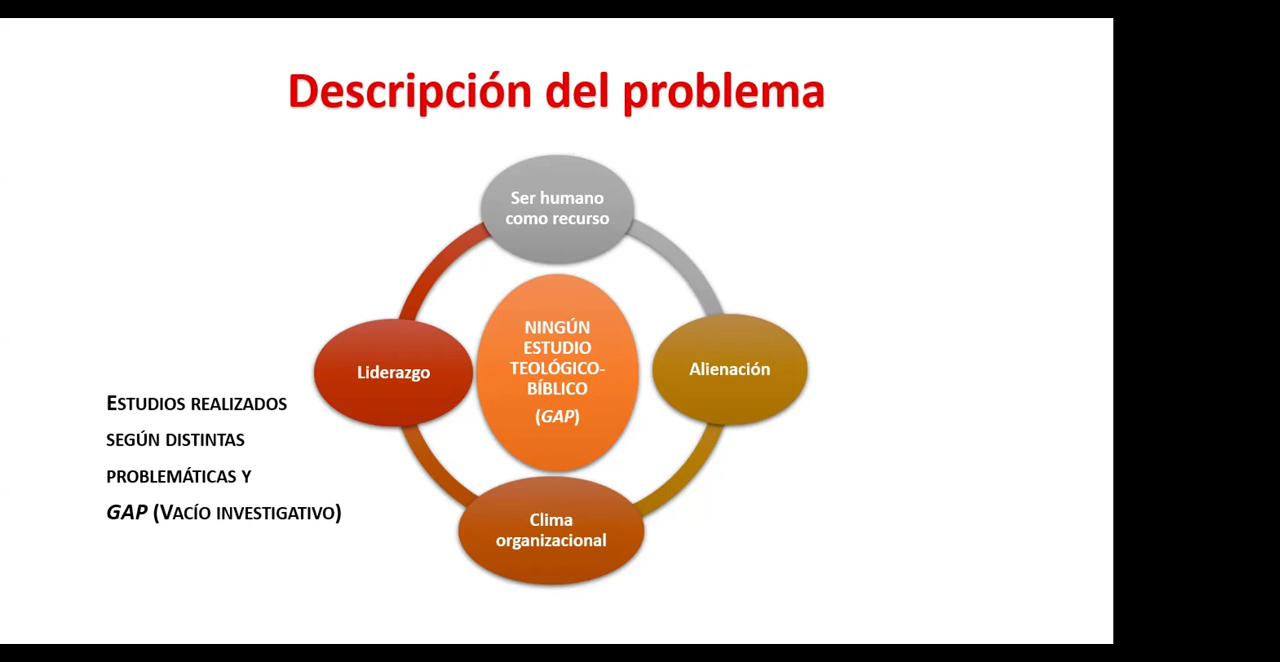 Descripción del problema
Ser humano
como recurso
NINGÚN
ESTUDIO
TEOLÓGICO-
BÍBLICO
(GAP)
Liderazgo
Alienación
Clima
organizacional
ESTUDIOS REALIZADOS
SEGÚN DISTINTAS
PROBLEMÁTICAS Y
GAP (VACÍO INVESTIGATIVO)